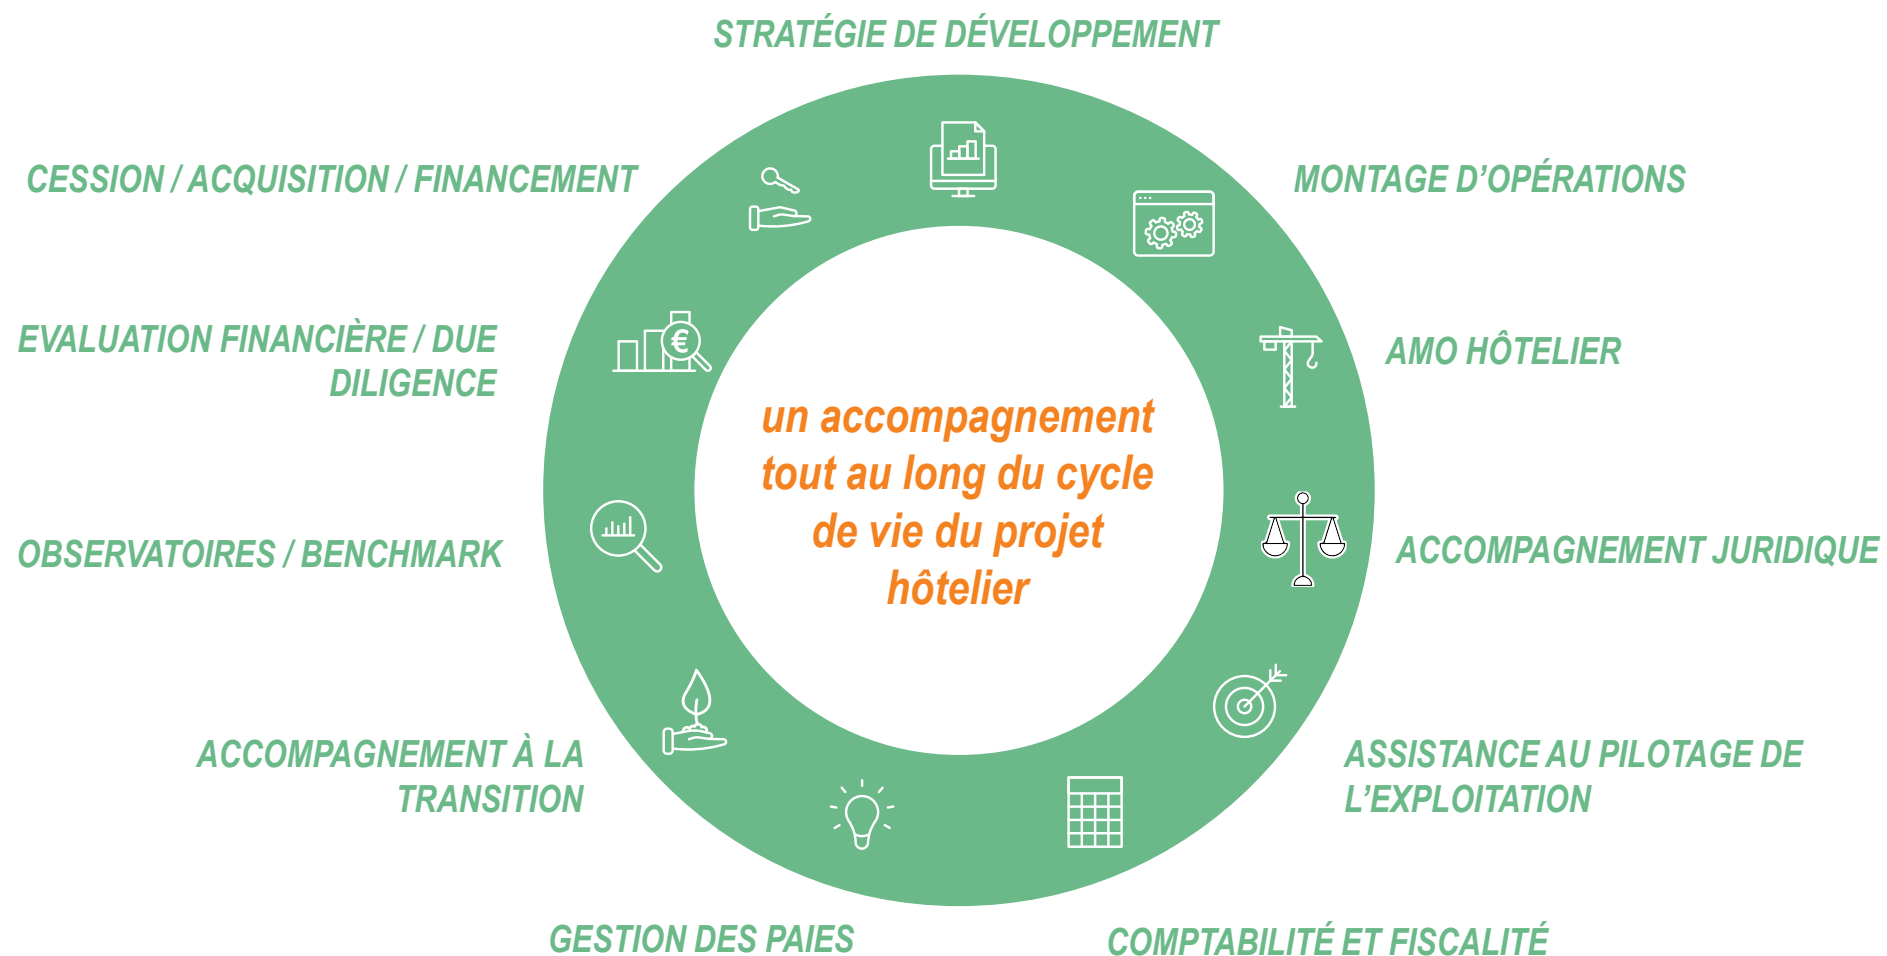 STRATÉGIE DE DÉVELOPPEMENT
CESSION / ACQUISITION / FINANCEMENT
MONTAGE D’OPÉRATIONS
EVALUATION FINANCIÈRE / DUE
DILIGENCE
€
AMO HÔTELIER
un accompagnement
tout au long du cycle
de vie du projet
hôtelier
OBSERVATOIRES / BENCHMARK
ACCOMPAGNEMENT JURIDIQUE
ACCOMPAGNEMENT À LA
TRANSITION
ASSISTANCE AU PILOTAGE DE
L’EXPLOITATION
GESTION DES PAIES
COMPTABILITÉ ET FISCALITÉ